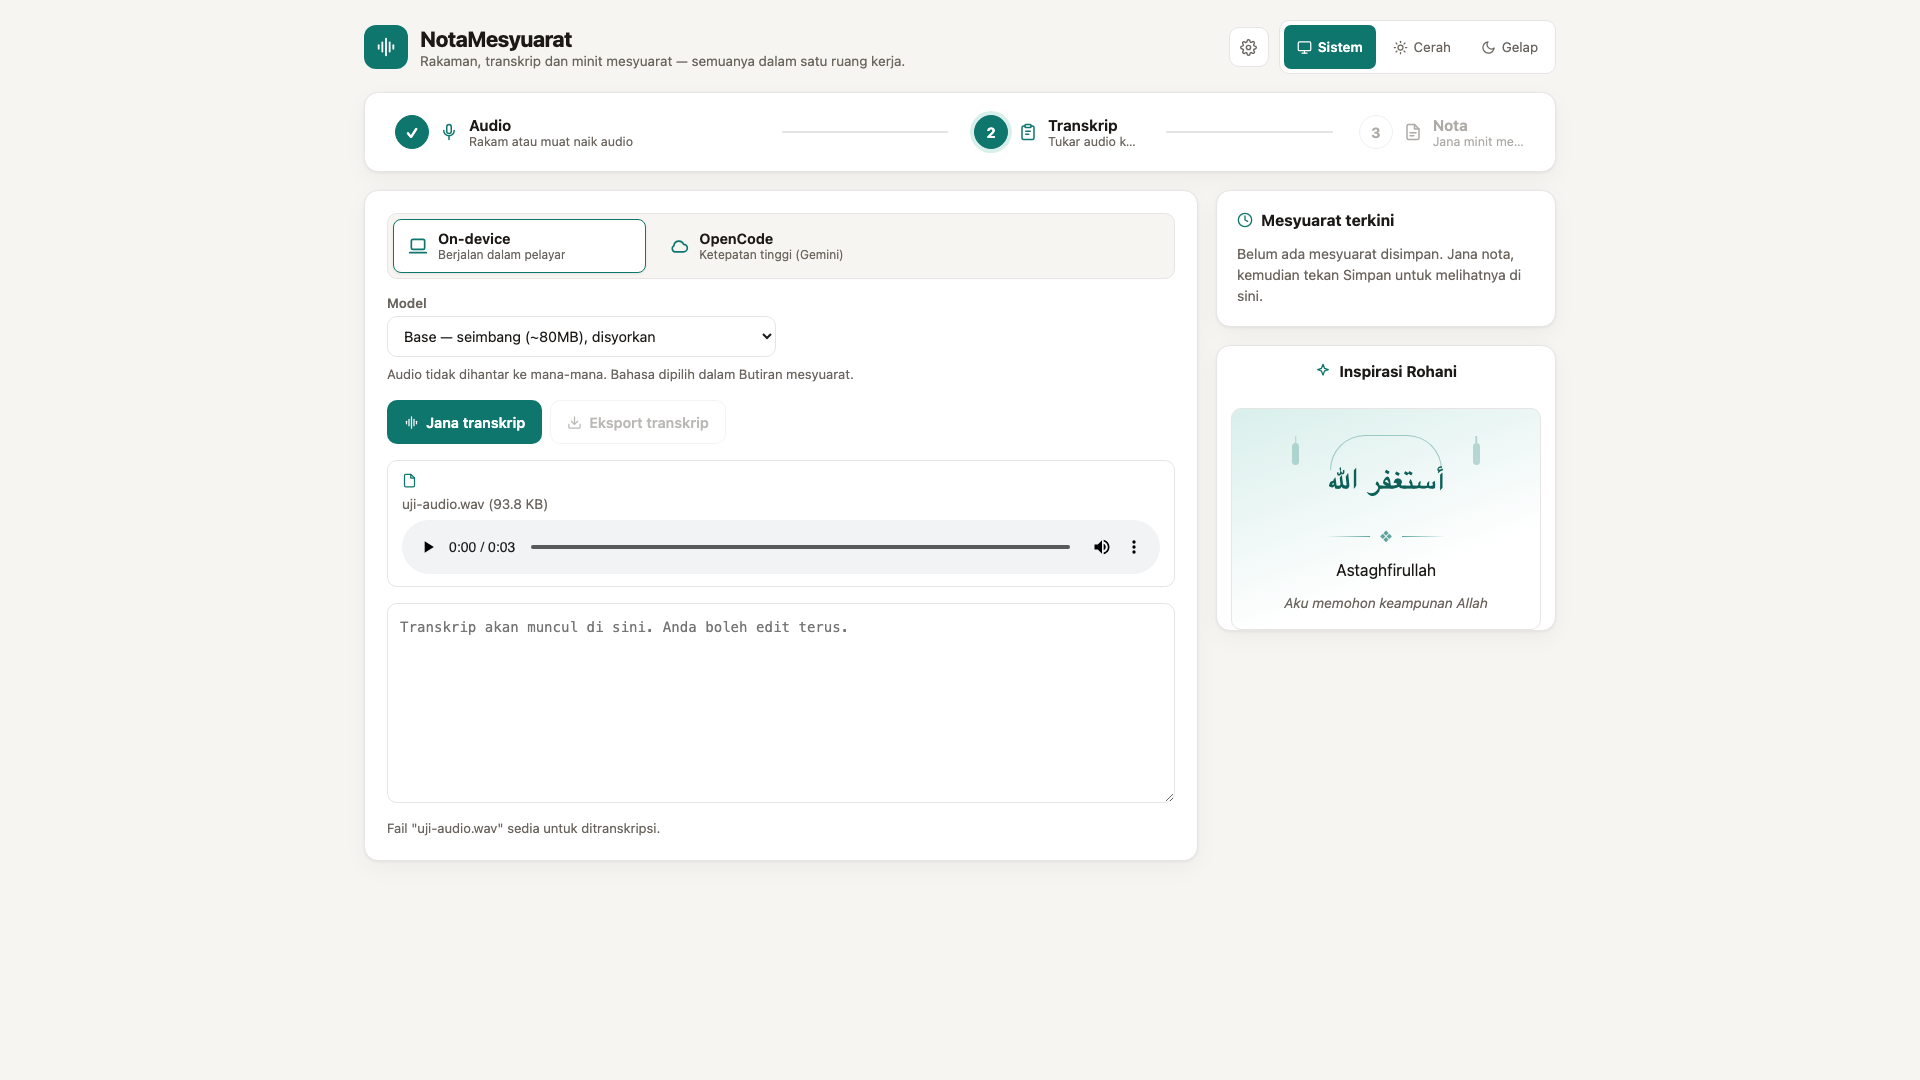 NotaMesyuarat
Rakaman, transkrip dan minit mesyuarat — semuanya dalam satu ruang kerja.
Sistem
Cerah
Gelap
Audio
Rakam atau muat naik audio
2
Transkrip
Tukar audio k...
3
Nota
Jana minit me...
On-device
Berjalan dalam pelayar
OpenCode
Ketepatan tinggi (Gemini)
Model
Base — seimbang (~80MB), disyorkan
Audio tidak dihantar ke mana-mana. Bahasa dipilih dalam Butiran mesyuarat.
Jana transkrip
Eksport transkrip
uji-audio.wav (93.8 KB)
0:00 / 0:03
Transkrip akan muncul di sini. Anda boleh edit terus.
Fail "uji-audio.wav" sedia untuk ditranskripsi.
Mesyuarat terkini
Belum ada mesyuarat disimpan. Jana nota,
kemudian tekan Simpan untuk melihatnya di
sini.
Inspirasi Rohani
أستغفر الله
Astaghfirullah
Aku memohon keampunan Allah